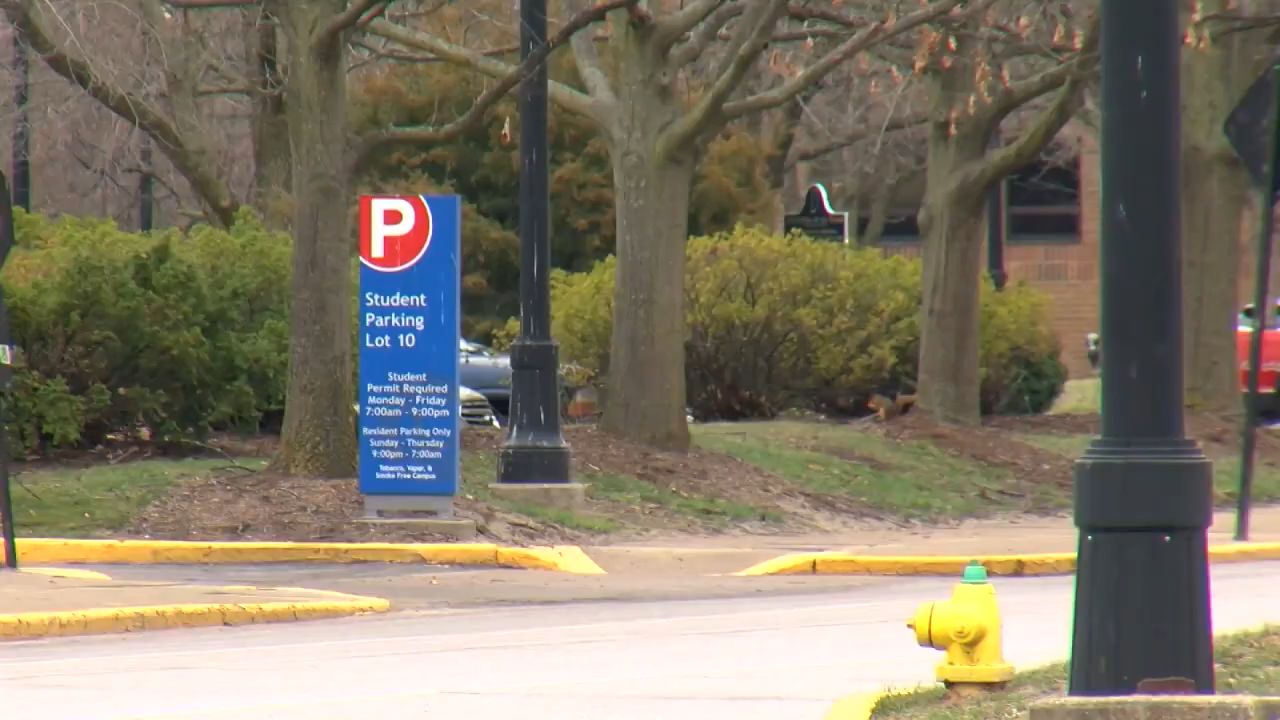 P
Student
Parking
Lot 10
Student
Permit Required
Monday - Friday
7:00am - 9:00pm
Resident Parking Only
Sunday - Thursday
9:00pm - 7:00am
Tobacco, Vapor, &
Smoke Free Campus